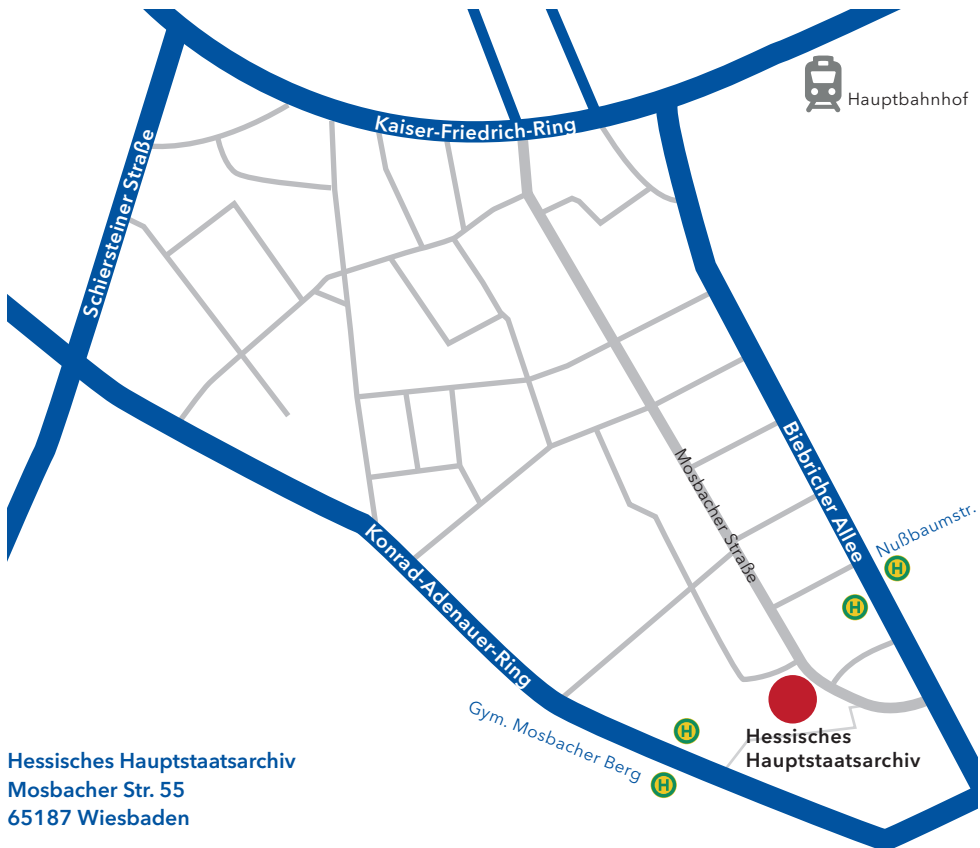 Hauptbahnhof
Kaiser-Friedrich-Ring
Schiersteiner Straße
Biebricher Allee
Mosbacher Straße
Nußbaumstr.
H
H
Konrad-Adenauer-Ring
Gym. Mosbacher Berg
H
H
Hessisches
Hauptstaatsarchiv
Hessisches Hauptstaatsarchiv
Mosbacher Str. 55
65187 Wiesbaden